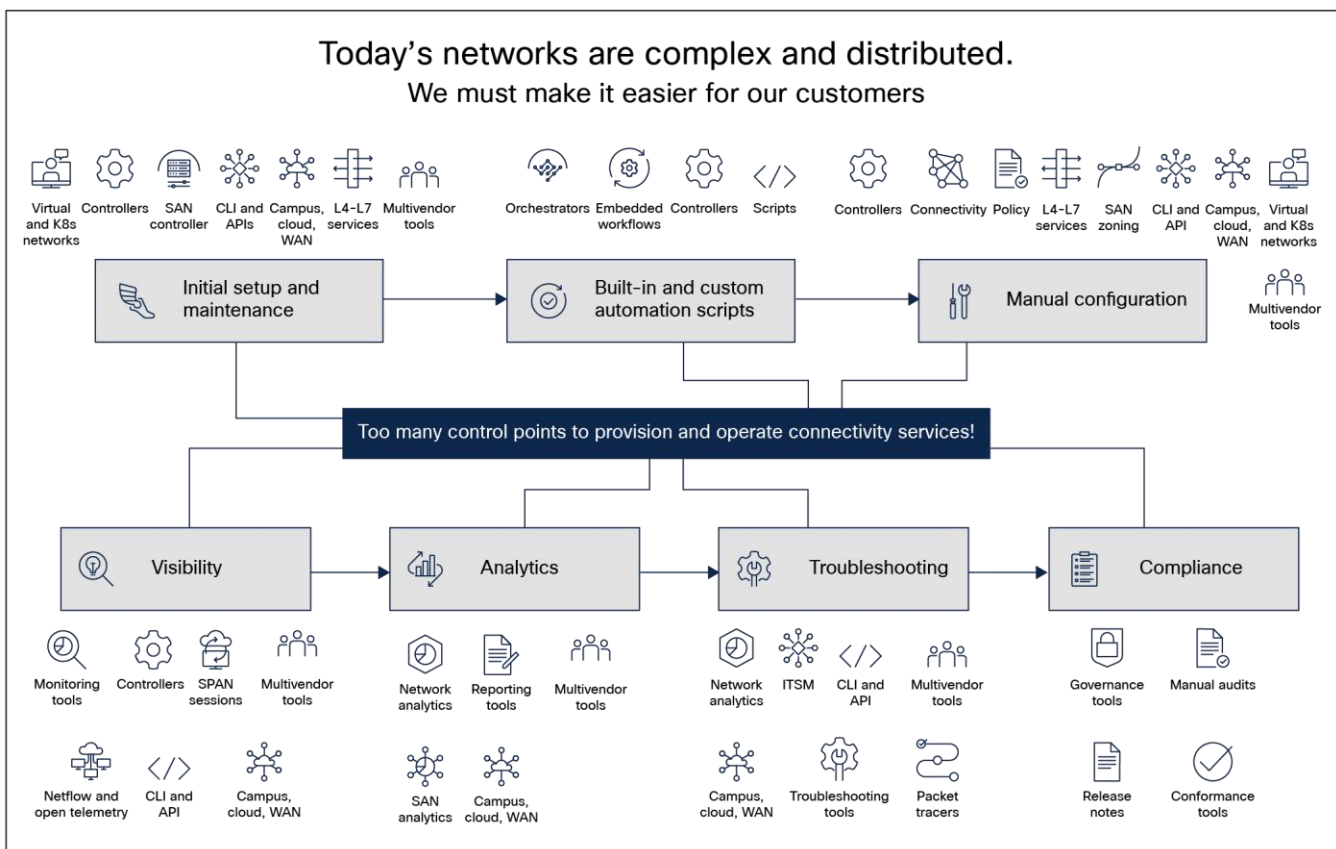 Today's networks are complex and distributed.
We must make it easier for our customers
Virtual
and K8s
networks
Controllers
SAN
controller
CLI and
APIs
Campus,
cloud,
WAN
L4-L7
services
Multivendor
tools
Orchestrators
Embedded
workflows
Controllers
Scripts
Controllers
Connectivity
Policy
L4-L7
services
SAN
zoning
CLI and
API
Campus,
cloud,
WAN
Virtual
and K8s
networks
Multivendor
tools
Initial setup and
maintenance
Built-in and custom
automation scripts
Manual configuration
Too many control points to provision and operate connectivity services!
Visibility
Analytics
Troubleshooting
Compliance
Monitoring
tools
Controllers
SPAN
sessions
Multivendor
tools
Netflow and
open telemetry
CLI and
API
Campus,
cloud, WAN
Network
analytics
Reporting
tools
Multivendor
tools
SAN
analytics
Campus,
cloud, WAN
Network
analytics
ITSM
CLI and
API
Multivendor
tools
Campus,
cloud, WAN
Troubleshooting
tools
Packet
tracers
Governance
tools
Manual audits
Release
notes
Conformance
tools